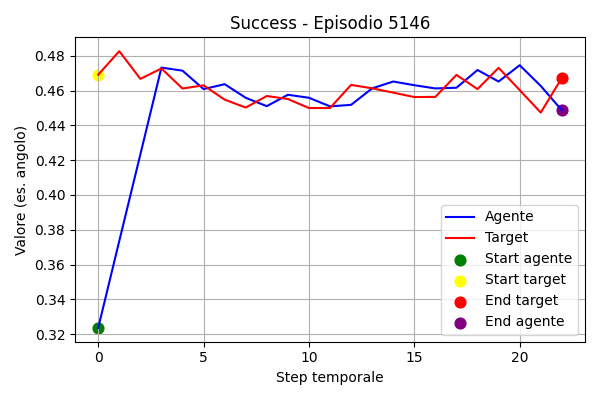 Success - Episodio 5146
Valore (es. angolo)
0.48
0.46
0.44
0.42
0.40
0.38
0.36
0.34
0.32
Agente
Target
Start agente
Start target
End target
End agente
0 5 10 15 20
Step temporale